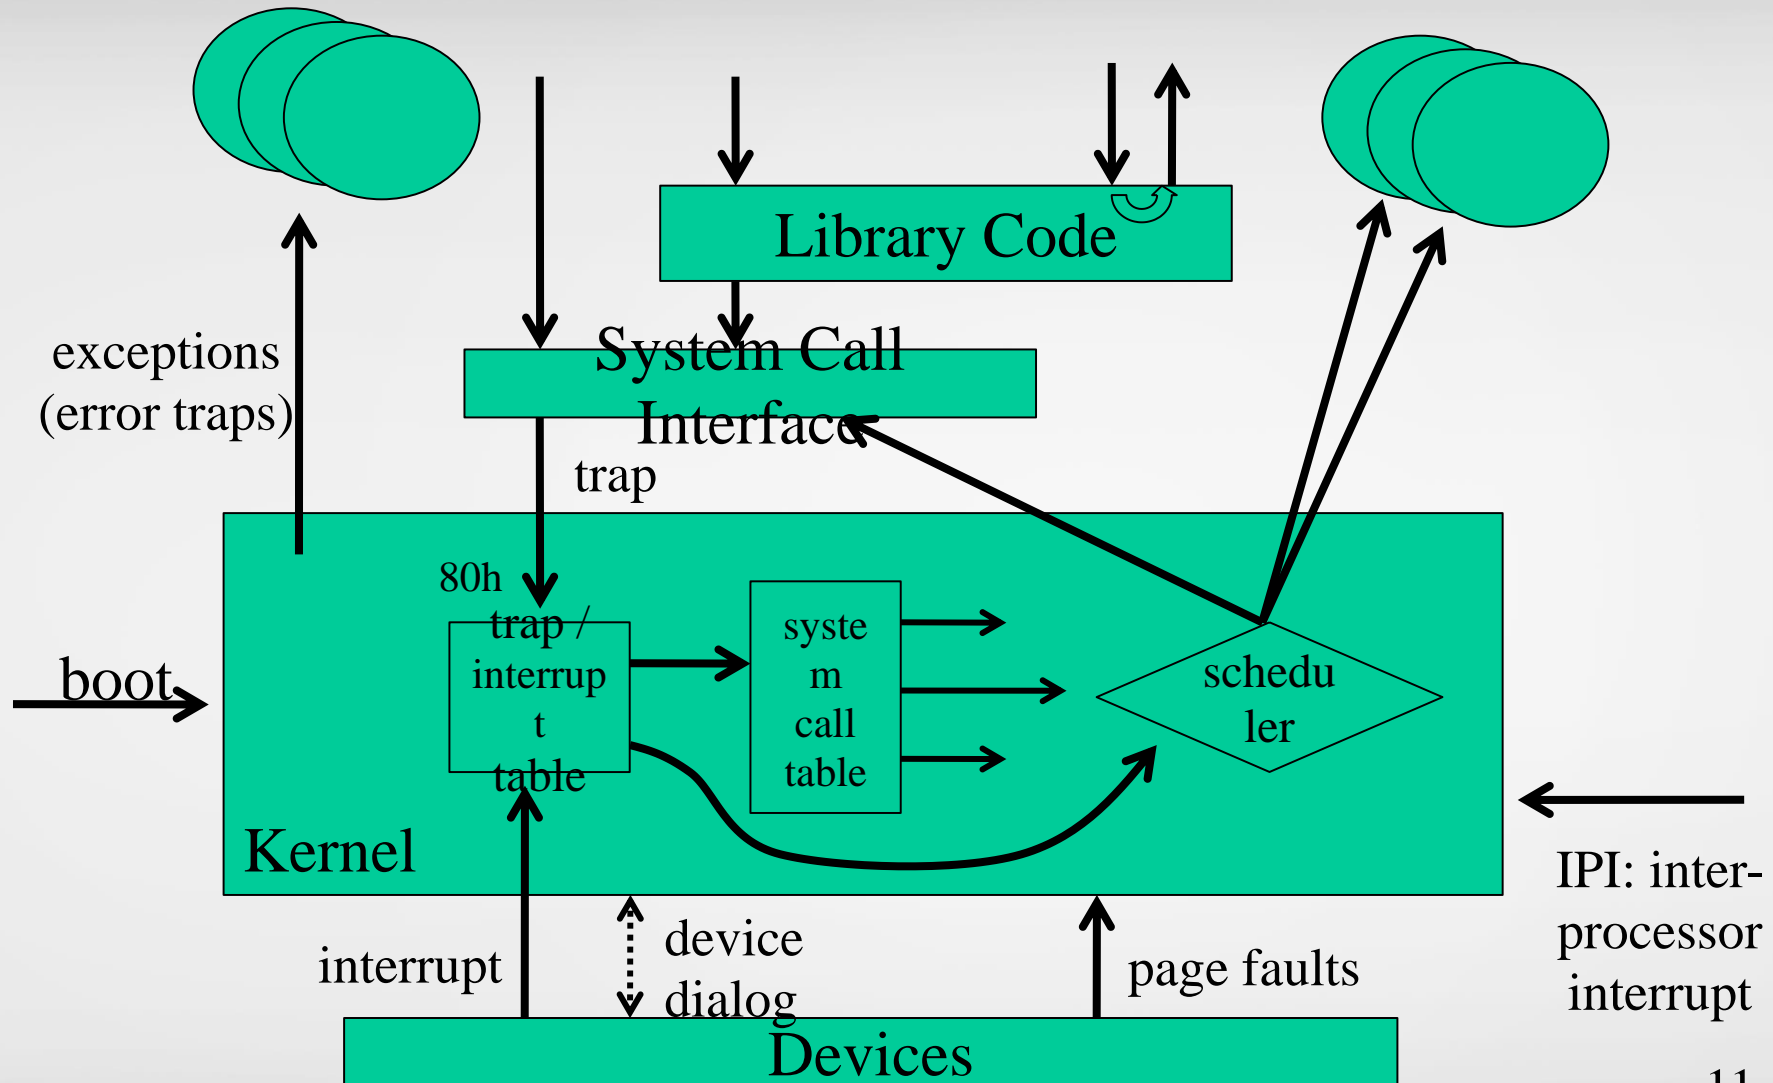 Library Code
exceptions
(error traps)
System Call
Interface
trap
80h
trap /
interrup
t
table
syste
m
call
table
schedu
ler
boot
Kernel
IPI: inter-
processor
interrupt
interrupt
device
dialog
page faults
Devices
11